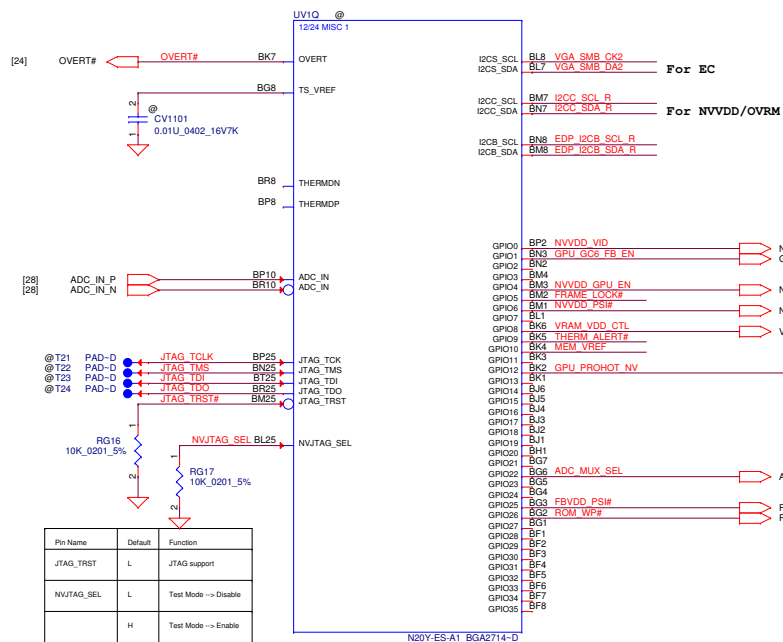 UV1Q @
12/24 MISC 1
[24] OVERT# OVERT# BK7 OVERT
BG8 TS_VREF
2 @
CV1101
0.01U_0402_16V7K
1
BR8 THERMDN
BP8 THERMDP
[28] ADC_IN_P BP10 ADC_IN
[28] ADC_IN_N BR10 ADC_IN
@T21 PAD~D JTAG_TCLK BP25 JTAG_TCK
@T22 PAD~D JTAG_TMS BN25 JTAG_TMS
@T23 PAD~D JTAG_TDI BT25 JTAG_TDI
@T24 PAD~D JTAG_TDO BR25 JTAG_TDO
JTAG_TRST# BM25 JTAG_TRST
1
RG16
10K_0201_5%
2
NVJTAG_SEL BL25 NVJTAG_SEL
1
RG17
10K_0201_5%
2
I2CS_SCL BL8 VGA_SMB_CK2
I2CS_SDA BL7 VGA_SMB_DA2
For EC
I2CC_SCL BM7 I2CC_SCL_R
I2CC_SDA BN7 I2CC_SDA_R
For NVVDD/OVRM
I2CB_SCL BN8 EDP_I2CB_SCL_R
I2CB_SDA BM8 EDP_I2CB_SDA_R
GPIO0 BP2 NVVDD_VID N
GPIO1 BN3 GPU_GC6_FB_EN G
GPIO2 BN2
GPIO3 BM4
GPIO4 BM3 NVVDD_GPU_EN N
GPIO5 BM2 FRAME_LOCK#
GPIO6 BM1 NVVDD_PSI# N
GPIO7 BL1
GPIO8 BK6 VRAM_VDD_CTL V
GPIO9 BK5 THERM_ALERT#
GPIO10 BK4 MEM_VREF
GPIO11 BK3
GPIO12 BK2 GPU_PROHOT_NV
GPIO13 BK1
GPIO14 BJ6
GPIO15 BJ5
GPIO16 BJ4
GPIO17 BJ3
GPIO18 BJ2
GPIO19 BJ1
GPIO20 BH1
GPIO21 BG7
GPIO22 BG6 ADC_MUX_SEL A
GPIO23 BG5
GPIO24 BG4
GPIO25 BG3 FBVDD_PSI# F
GPIO26 BG2 ROM_WP#
GPIO27 BG1
GPIO28 BF1
GPIO29 BF2
GPIO30 BF3
GPIO31 BF4
GPIO32 BF5
GPIO33 BF6
GPIO34 BF7
GPIO35 BF8
Pin Name Default Function
JTAG_TRST L JTAG support
NVJTAG_SEL L Test Mode --> Disable
H Test Mode --> Enable
N20Y-ES-A1_BGA2714~D